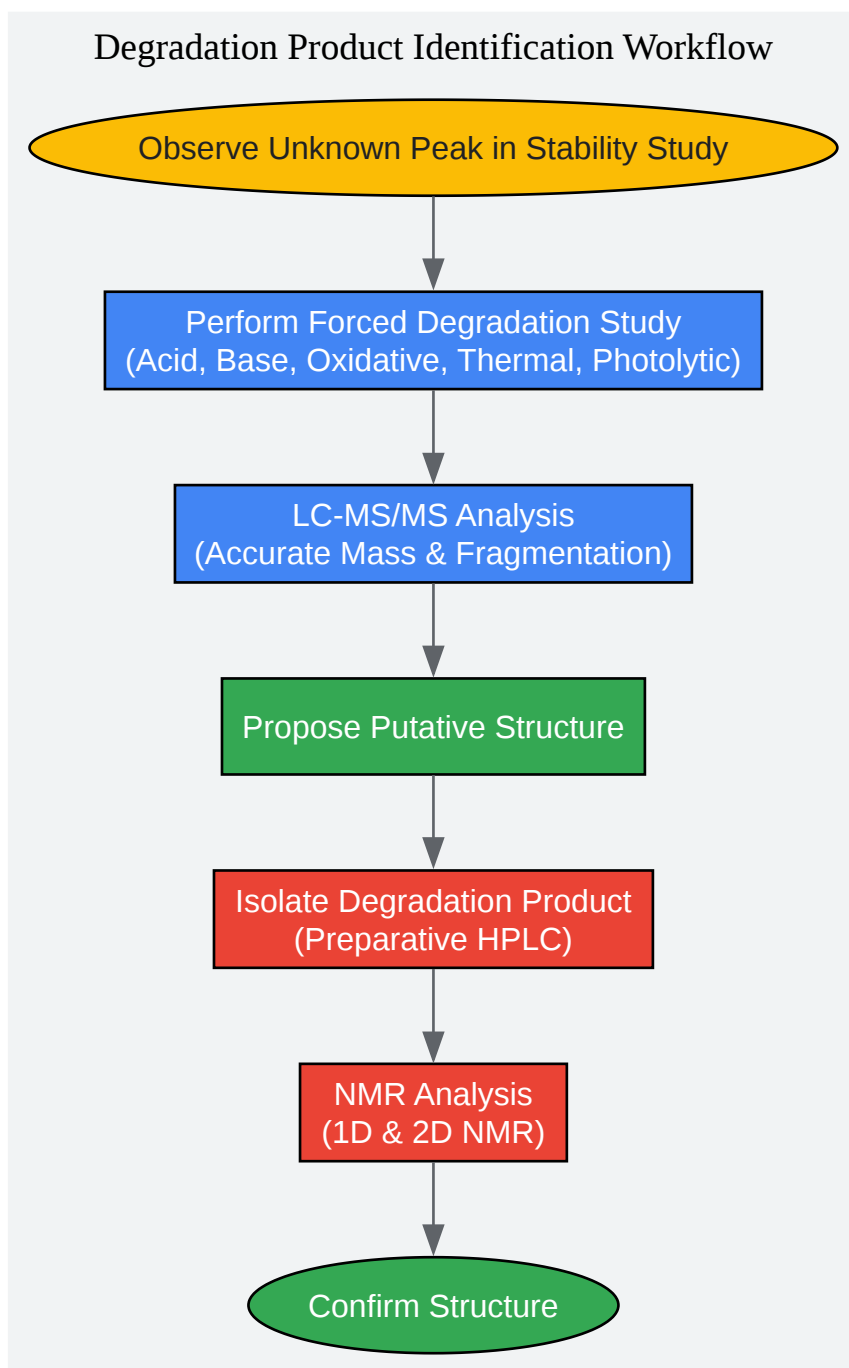 Degradation Product Identification Workflow
Observe Unknown Peak in Stability Study
Perform Forced Degradation Study
(Acid, Base, Oxidative, Thermal, Photolytic)
LC-MS/MS Analysis
(Accurate Mass & Fragmentation)
Propose Putative Structure
Isolate Degradation Product
(Preparative HPLC)
NMR Analysis
(1D & 2D NMR)
Confirm Structure